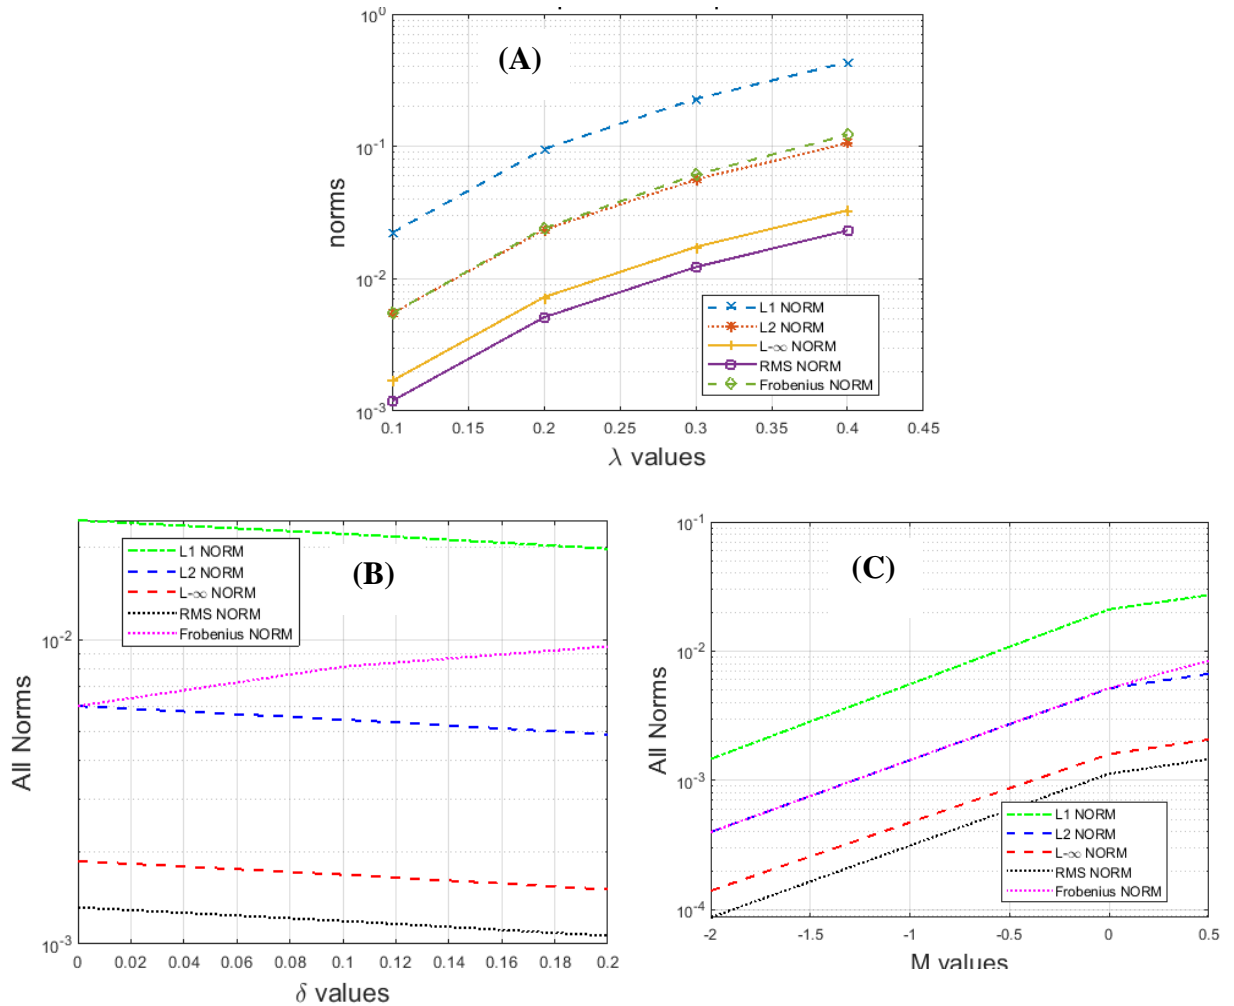 (A)
10^0
10^-1
10^-2
10^-3
norms
L1 NORM
L2 NORM
L-∞ NORM
RMS NORM
Frobenius NORM
0.1 0.15 0.2 0.25 0.3 0.35 0.4 0.45
λ values
(B)
L1 NORM
L2 NORM
L-∞ NORM
RMS NORM
Frobenius NORM
10^-2
10^-3
All Norms
0 0.02 0.04 0.06 0.08 0.1 0.12 0.14 0.16 0.18 0.2
δ values
(C)
10^-1
10^-2
10^-3
10^-4
All Norms
L1 NORM
L2 NORM
L-∞ NORM
RMS NORM
Frobenius NORM
-2 -1.5 -1 -0.5 0 0.5
M values